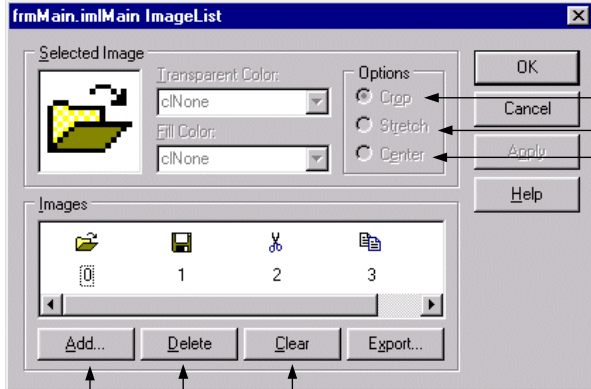 frmMain.imlMain ImageList
Selected Image
Transparent Color:
clNone
Fill Color:
clNone
Options
Crop
Stretch
Center
OK
Cancel
Apply
Help
Images
0 1 2 3
Add... Delete Clear Export...